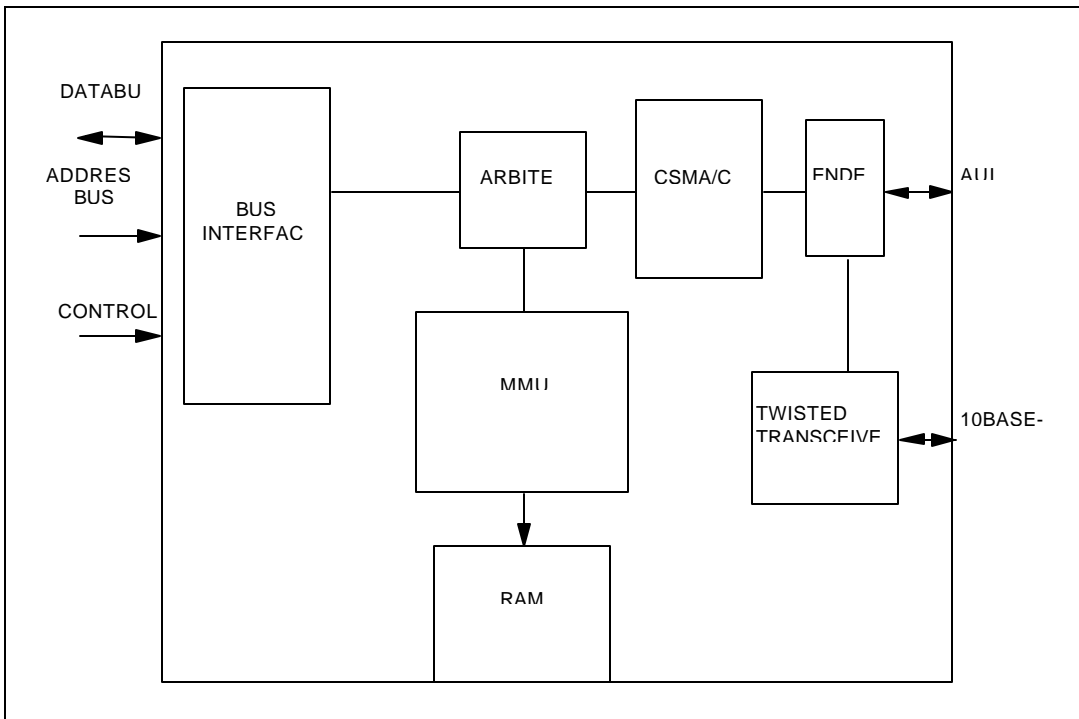 DATABU
ADDRES
BUS
CONTROL
BUS
INTERFAC
ARBITE
CSMA/C
ENDE
AUI
MMU
TWISTED
TRANSCEIVE
10BASE-
RAM